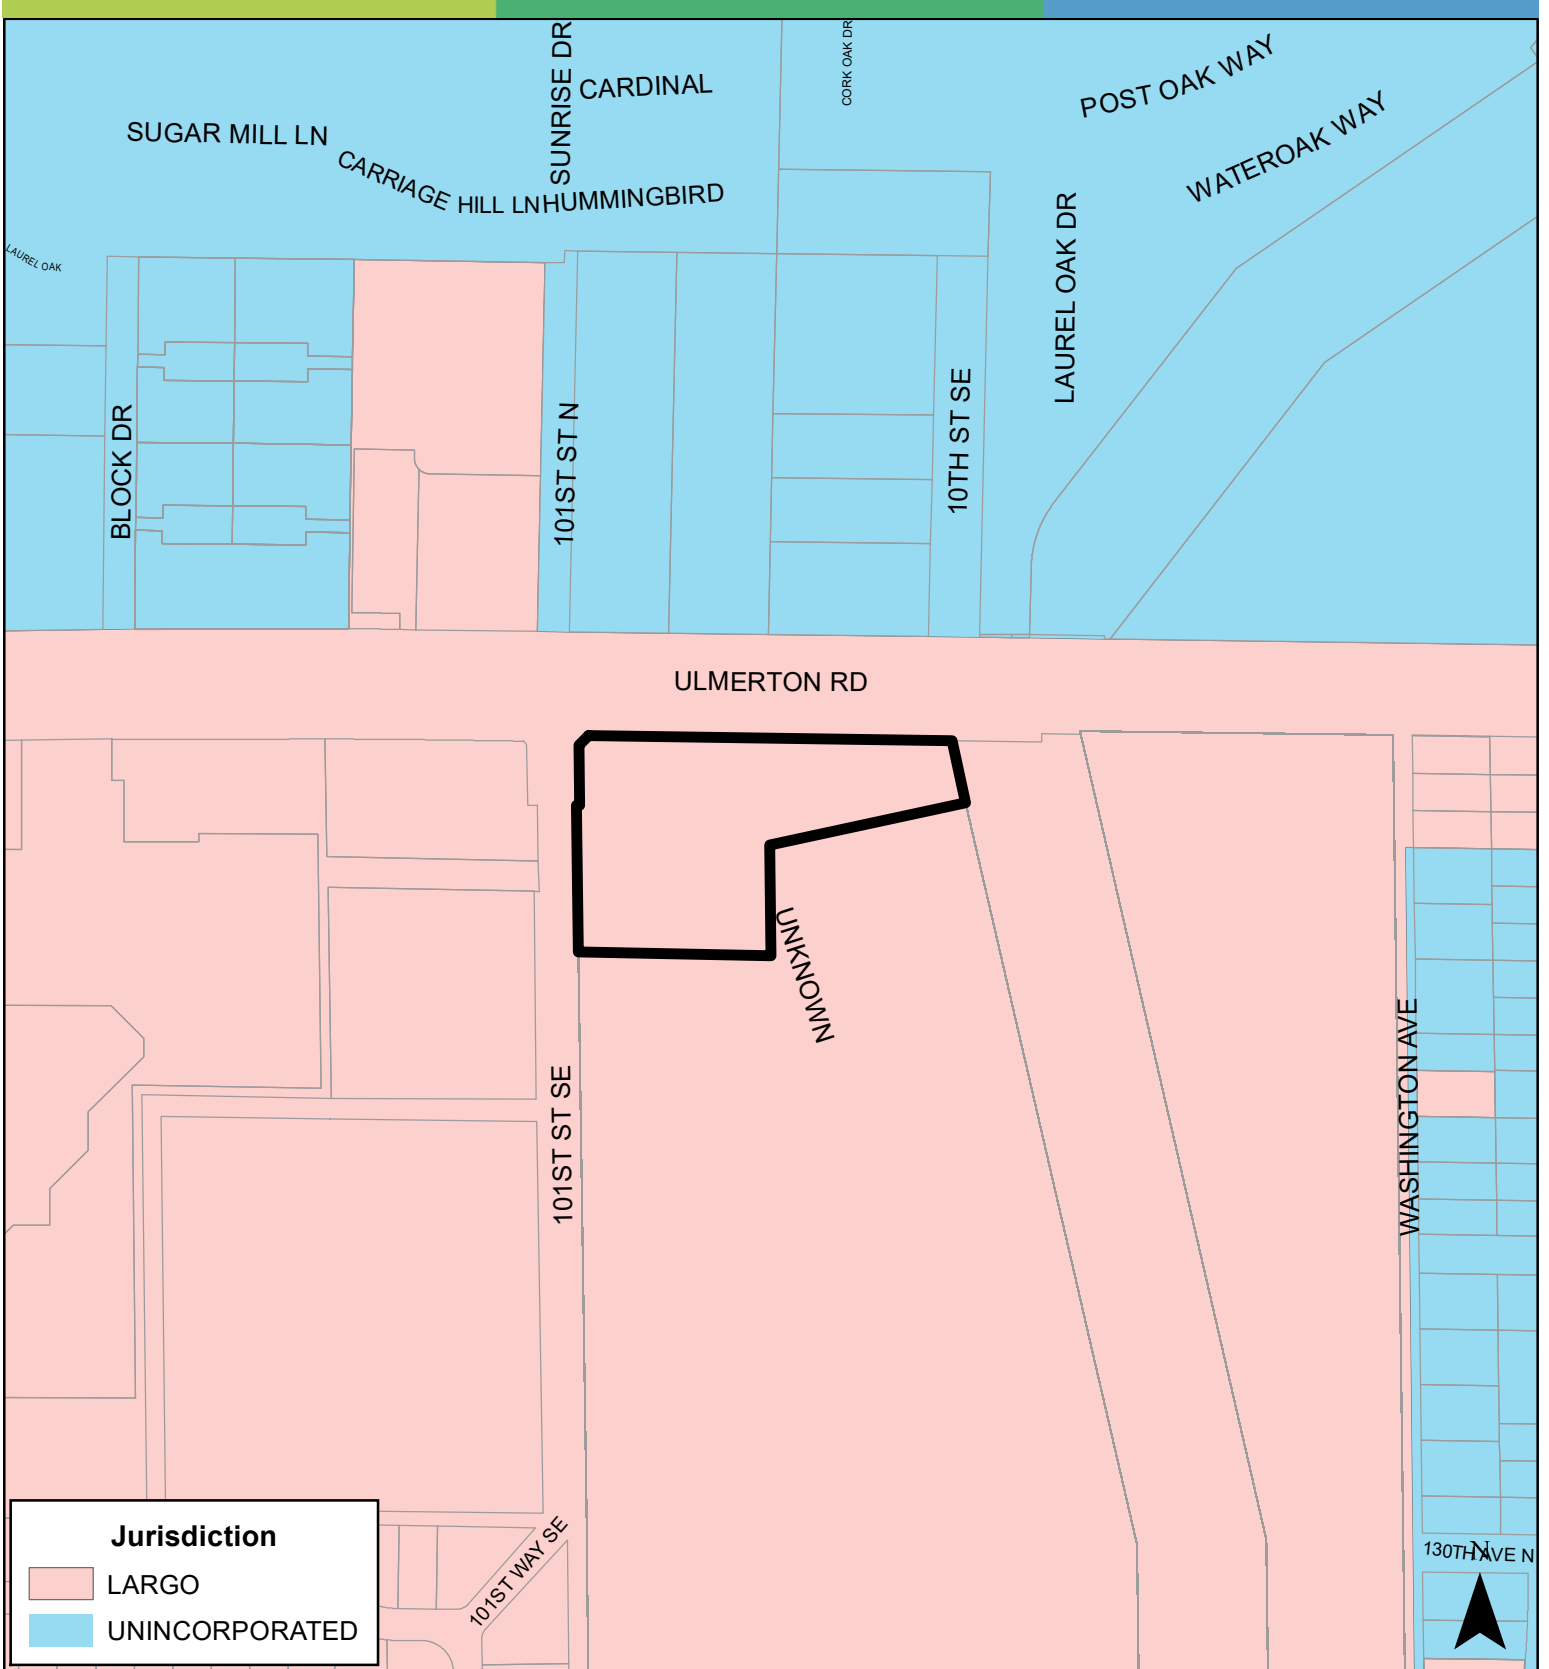 SUNRISE DR
CARDINAL
CORK OAK DR
POST OAK WAY
SUGAR MILL LN
CARRIAGE HILL LN
HUMMINGBIRD
WATEROAK WAY
LAUREL OAK
LAUREL OAK DR
BLOCK DR
101ST ST N
10TH ST SE
ULMERTON RD
UNKNOWN
101ST ST SE
WASHINGTON AVE
101ST WAY SE
130TH AVE N
N
Jurisdiction
LARGO
UNINCORPORATED